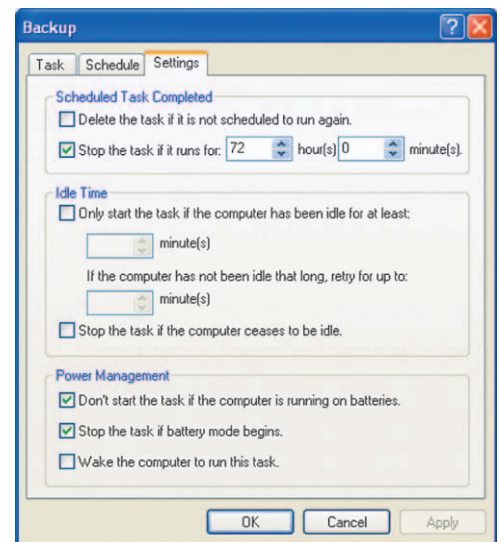 Backup
Task Schedule Settings
Scheduled Task Completed
Delete the task if it is not scheduled to run again.
Stop the task if it runs for: 72 hour(s) 0 minute(s).
Idle Time
Only start the task if the computer has been idle for at least:
minute(s)
If the computer has not been idle that long, retry for up to:
minute(s)
Stop the task if the computer ceases to be idle.
Power Management
Don't start the task if the computer is running on batteries.
Stop the task if battery mode begins.
Wake the computer to run this task.
OK Cancel Apply